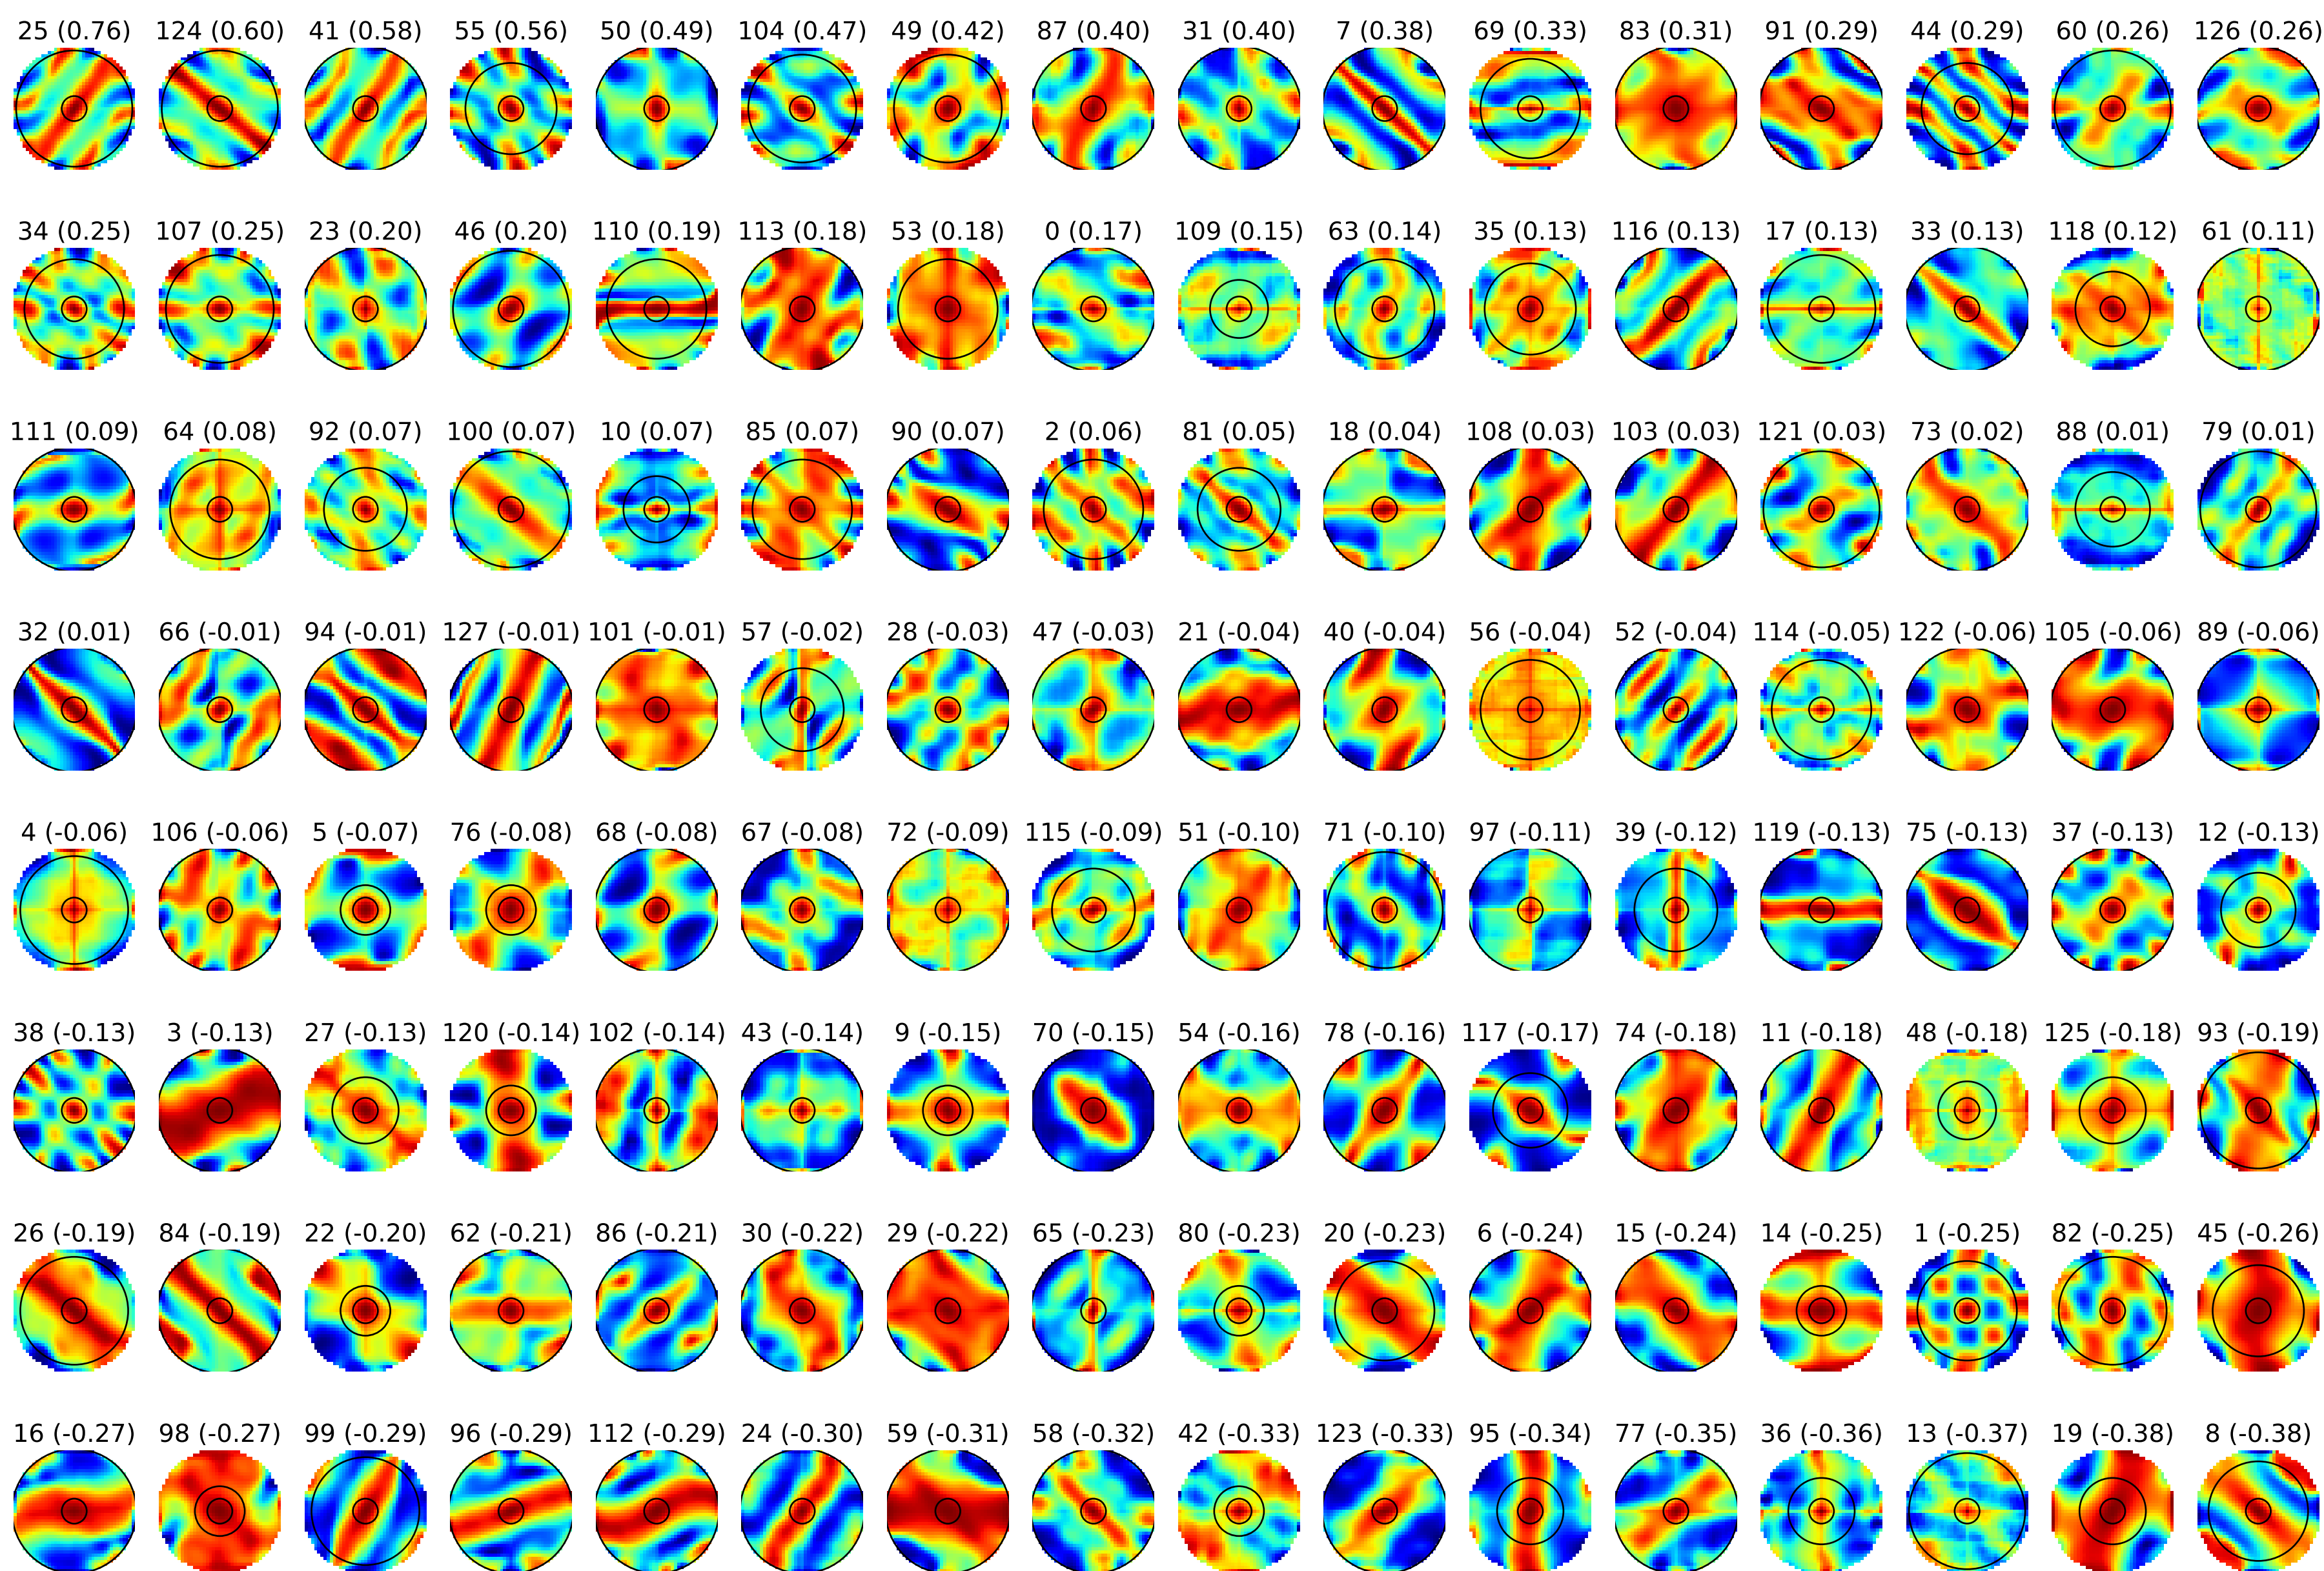 25 (0.76) 124 (0.60) 41 (0.58) 55 (0.56) 50 (0.49) 104 (0.47) 49 (0.42) 87 (0.40) 31 (0.40) 7 (0.38) 69 (0.33) 83 (0.31) 91 (0.29) 44 (0.29) 60 (0.26) 126 (0.26)
34 (0.25) 107 (0.25) 23 (0.20) 46 (0.20) 110 (0.19) 113 (0.18) 53 (0.18) 0 (0.17) 109 (0.15) 63 (0.14) 35 (0.13) 116 (0.13) 17 (0.13) 33 (0.13) 118 (0.12) 61 (0.11)
111 (0.09) 64 (0.08) 92 (0.07) 100 (0.07) 10 (0.07) 85 (0.07) 90 (0.07) 2 (0.06) 81 (0.05) 18 (0.04) 108 (0.03) 103 (0.03) 121 (0.03) 73 (0.02) 88 (0.01) 79 (0.01)
32 (0.01) 66 (-0.01) 94 (-0.01) 127 (-0.01) 101 (-0.01) 57 (-0.02) 28 (-0.03) 47 (-0.03) 21 (-0.04) 40 (-0.04) 56 (-0.04) 52 (-0.04) 114 (-0.05) 122 (-0.06) 105 (-0.06) 89 (-0.06)
4 (-0.06) 106 (-0.06) 5 (-0.07) 76 (-0.08) 68 (-0.08) 67 (-0.08) 72 (-0.09) 115 (-0.09) 51 (-0.10) 71 (-0.10) 97 (-0.11) 39 (-0.12) 119 (-0.13) 75 (-0.13) 37 (-0.13) 12 (-0.13)
38 (-0.13) 3 (-0.13) 27 (-0.13) 120 (-0.14) 102 (-0.14) 43 (-0.14) 9 (-0.15) 70 (-0.15) 54 (-0.16) 78 (-0.16) 117 (-0.17) 74 (-0.18) 11 (-0.18) 48 (-0.18) 125 (-0.18) 93 (-0.19)
26 (-0.19) 84 (-0.19) 22 (-0.20) 62 (-0.21) 86 (-0.21) 30 (-0.22) 29 (-0.22) 65 (-0.23) 80 (-0.23) 20 (-0.23) 6 (-0.24) 15 (-0.24) 14 (-0.25) 1 (-0.25) 82 (-0.25) 45 (-0.26)
16 (-0.27) 98 (-0.27) 99 (-0.29) 96 (-0.29) 112 (-0.29) 24 (-0.30) 59 (-0.31) 58 (-0.32) 42 (-0.33) 123 (-0.33) 95 (-0.34) 77 (-0.35) 36 (-0.36) 13 (-0.37) 19 (-0.38) 8 (-0.38)